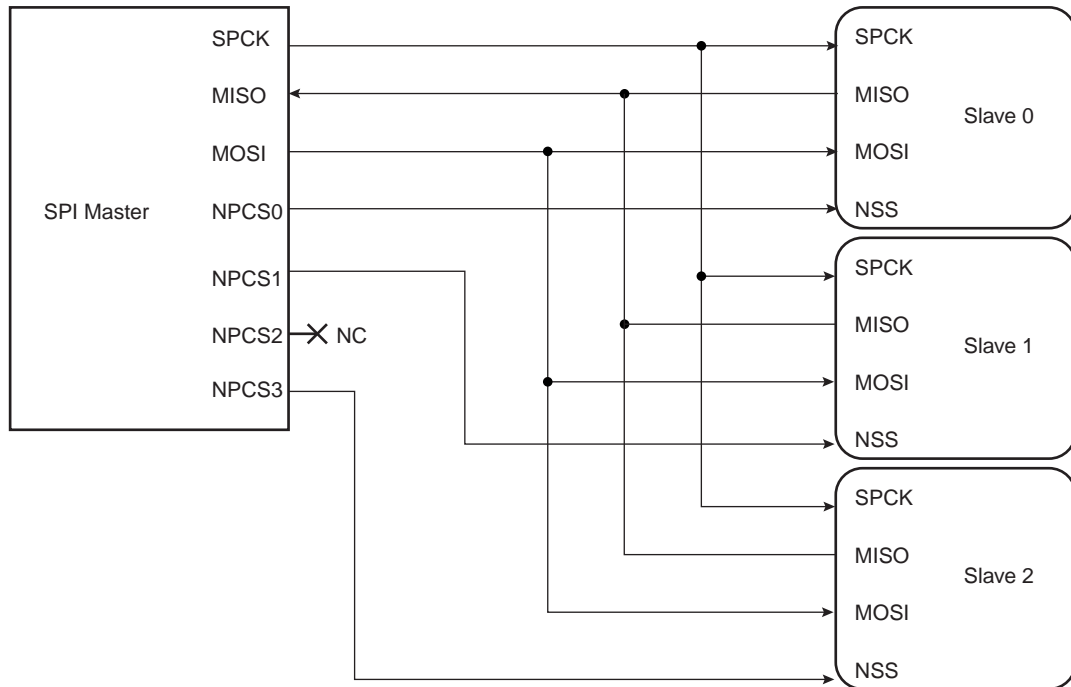 SPI Master
SPCK
MISO
MOSI
NPCS0
NPCS1
NPCS2
NC
NPCS3
SPCK
MISO
Slave 0
MOSI
NSS
SPCK
MISO
Slave 1
MOSI
NSS
SPCK
MISO
Slave 2
MOSI
NSS